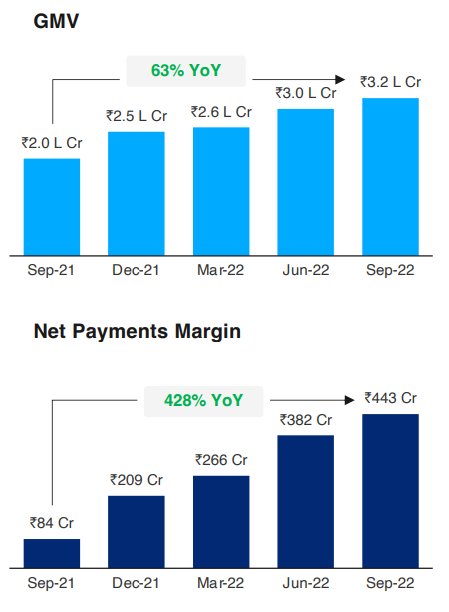 GMV
63% YoY
₹2.0 L Cr
₹2.5 L Cr
₹2.6 L Cr
₹3.0 L Cr
₹3.2 L Cr
Sep-21
Dec-21
Mar-22
Jun-22
Sep-22
Net Payments Margin
428% YoY
₹84 Cr
₹209 Cr
₹266 Cr
₹382 Cr
₹443 Cr
Sep-21
Dec-21
Mar-22
Jun-22
Sep-22